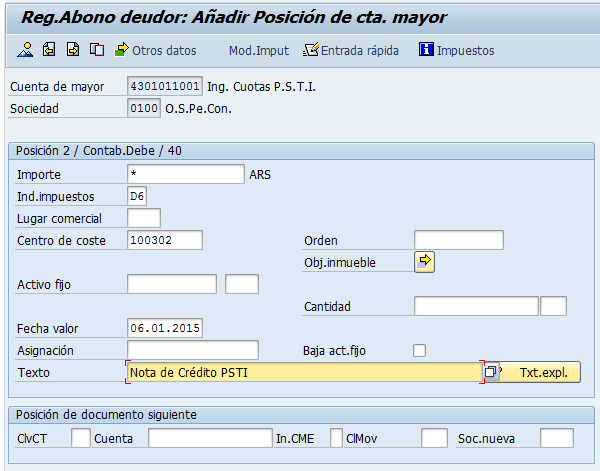 Reg.Abono deudor: Añadir Posición de cta. mayor
Otros datos Mod.Imput Entrada rápida Impuestos
Cuenta de mayor 4301011001 Ing. Cuotas P.S.T.I.
Sociedad 0100 O.S.Pe.Con.
Posición 2 / Contab.Debe / 40
Importe * ARS
Ind.impuestos D6
Lugar comercial
Centro de coste 100302 Orden
Obj.inmueble
Activo fijo
Cantidad
Fecha valor 06.01.2015
Asignación Baja act.fijo
Texto Nota de Crédito PSTI Txt.expl.
Posición de documento siguiente
ClvCT Cuenta In.CME ClMov Soc.nueva